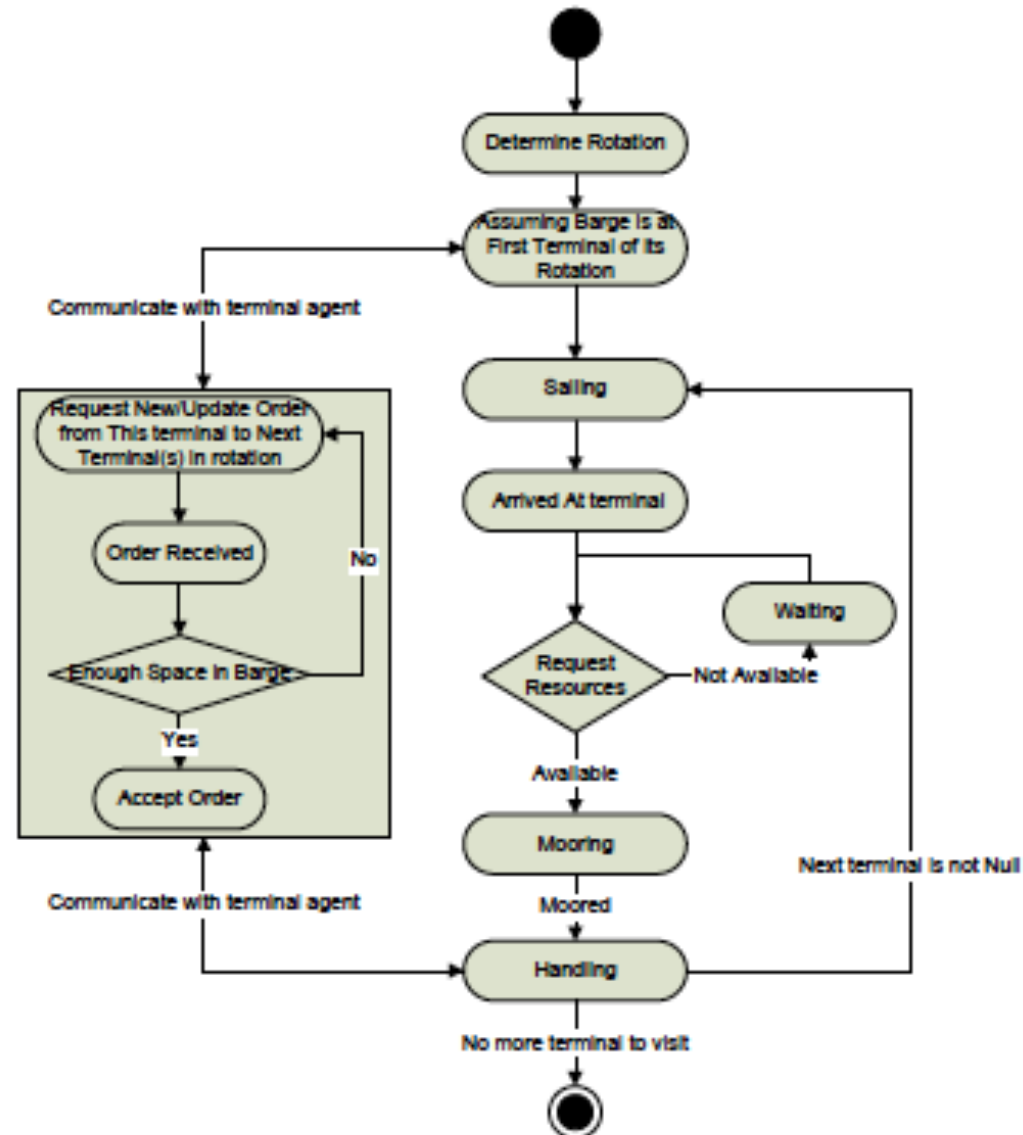 Determine Rotation
Assuming Barge is at
First Terminal of its
Rotation
Communicate with terminal agent
Sailing
Request New/Update Order
from This terminal to Next
Terminal(s) in rotation
Arrived At terminal
Order Received
No
Waiting
Enough Space in Barge
Request
Resources
Not Available
Yes
Available
Accept Order
Mooring
Next terminal is not Null
Communicate with terminal agent
Moored
Handling
No more terminal to visit